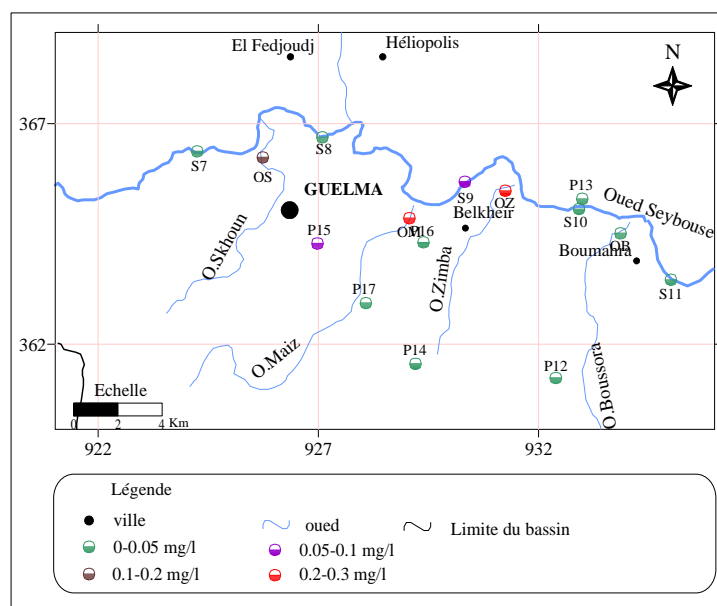 El Fedjoudj
Héliopolis
N
367
S7
OS
S8
GUELMA
P15
O.Skhoun
S9
OZ
Belkheir
OM
P16
O.Zimba
P13
S10
Oued Seybouse
OB
Boumahra
S11
P17
O.Maiz
362
P14
P12
O.Boussora
Echelle
0 2 4 Km
922 927 932
Légende
ville oued Limite du bassin
0-0.05 mg/l 0.05-0.1 mg/l
0.1-0.2 mg/l 0.2-0.3 mg/l